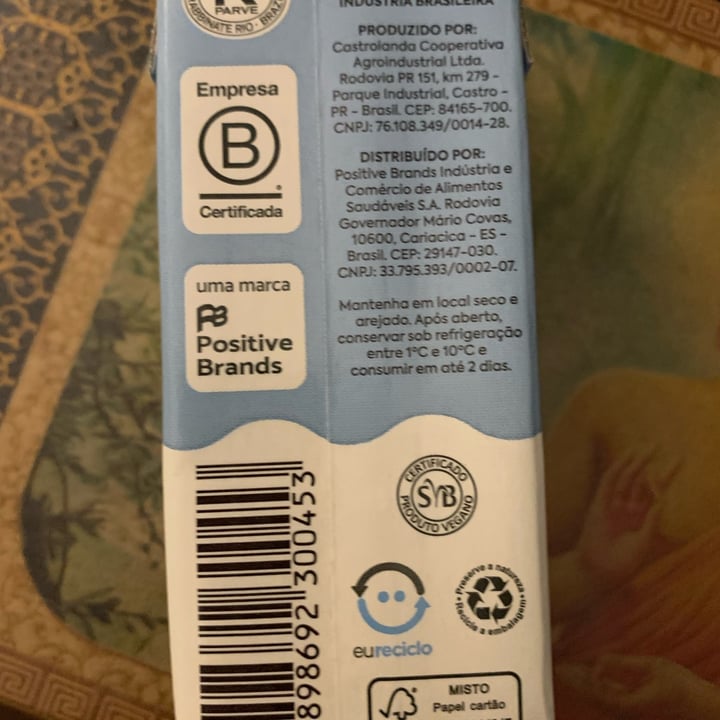 PARVE
INDÚSTRIA BRASILEIRA
Empresa
B
Certificada
uma marca
Positive
Brands
PRODUZIDO POR:
Castrolanda Cooperativa
Agroindustrial Ltda.
Rodovia PR 151, km 279 -
Parque Industrial, Castro -
PR - Brasil. CEP: 84165-700.
CNPJ: 76.108.349/0014-28.
DISTRIBUÍDO POR:
Positive Brands Indústria e
Comércio de Alimentos
Saudáveis S.A. Rodovia
Governador Mário Covas,
10600, Cariacica - ES -
Brasil. CEP: 29147-030.
CNPJ: 33.795.393/0002-07.
Mantenha em local seco e
arejado. Após aberto,
conservar sob refrigeração
entre 1°C e 10°C e
consumir em até 2 dias.
898692 300453
CERTIFICADO
SVB
PRODUTO VEGANO
eureciclo
Preserve a natureza
Recicle a embalagem
MISTO
Papel cartão